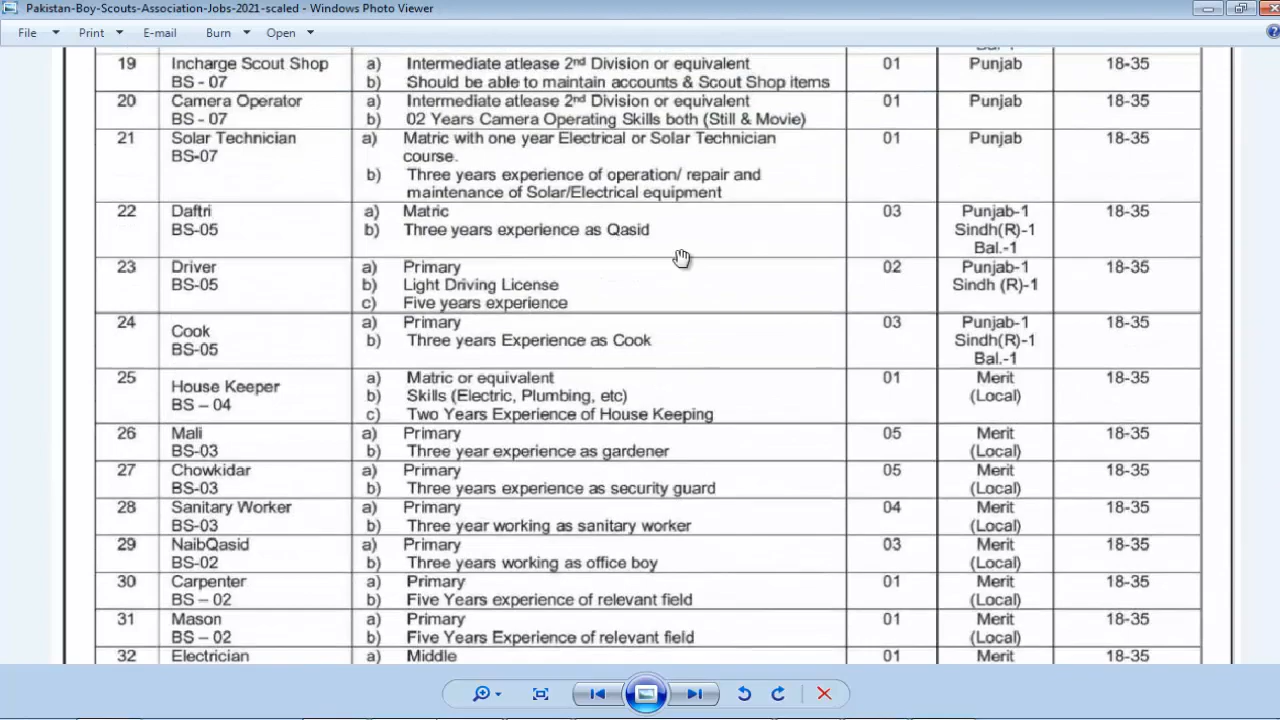 Pakistan-Boy-Scouts-Association-Jobs-2021-scaled - Windows Photo Viewer
File Print E-mail Burn Open
19 Incharge Scout Shop a) Intermediate atlease 2nd Division or equivalent 01 Punjab 18-35
BS - 07 b) Should be able to maintain accounts & Scout Shop items
20 Camera Operator a) Intermediate atlease 2nd Division or equivalent 01 Punjab 18-35
BS - 07 b) 02 Years Camera Operating Skills both (Still & Movie)
21 Solar Technician a) Matric with one year Electrical or Solar Technician 01 Punjab 18-35
BS-07 course.
b) Three years experience of operation/ repair and
maintenance of Solar/Electrical equipment
22 Daftri a) Matric 03 Punjab-1 18-35
BS-05 b) Three years experience as Qasid Sindh(R)-1
Bal.-1
23 Driver a) Primary 02 Punjab-1 18-35
BS-05 b) Light Driving License Sindh (R)-1
c) Five years experience
24 Cook a) Primary 03 Punjab-1 18-35
BS-05 b) Three years Experience as Cook Sindh(R)-1
Bal.-1
25 House Keeper a) Matric or equivalent 01 Merit 18-35
BS – 04 b) Skills (Electric, Plumbing, etc) (Local)
c) Two Years Experience of House Keeping
26 Mali a) Primary 05 Merit 18-35
BS-03 b) Three year experience as gardener (Local)
27 Chowkidar a) Primary 05 Merit 18-35
BS-03 b) Three years experience as security guard (Local)
28 Sanitary Worker a) Primary 04 Merit 18-35
BS-03 b) Three year working as sanitary worker (Local)
29 NaibQasid a) Primary 03 Merit 18-35
BS-02 b) Three years working as office boy (Local)
30 Carpenter a) Primary 01 Merit 18-35
BS – 02 b) Five Years experience of relevant field (Local)
31 Mason a) Primary 01 Merit 18-35
BS – 02 b) Five Years Experience of relevant field (Local)
32 Electrician a) Middle 01 Merit 18-35